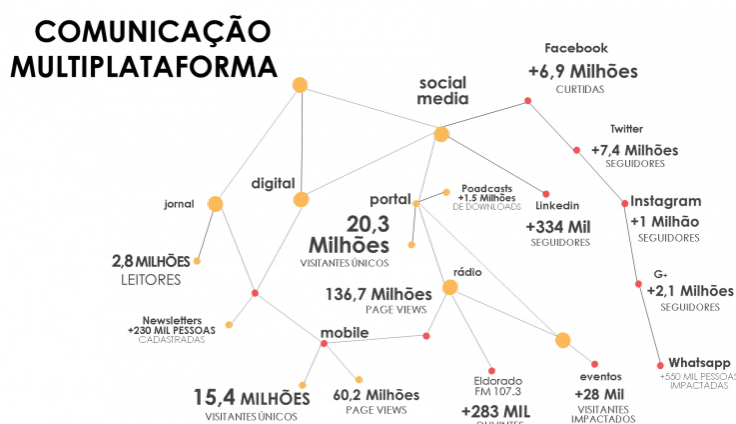 COMUNICAÇÃO
MULTIPLATAFORMA
social
media
Facebook
+6,9 Milhões
CURTIDAS
Twitter
+7,4 Milhões
SEGUIDORES
Instagram
+1 Milhão
SEGUIDORES
G+
+2,1 Milhões
SEGUIDORES
Whatsapp
+550 MIL PESSOAS
IMPACTADAS
Linkedin
+334 Mil
SEGUIDORES
digital
jornal
2,8 MILHÕES
LEITORES
portal
Poadcasts
+1.5 Milhões
DE DOWNLOADS
20,3
Milhões
VISITANTES ÚNICOS
136,7 Milhões
PAGE VIEWS
rádio
Newsletters
+230 MIL PESSOAS
CADASTRADAS
mobile
15,4 MILHÕES
VISITANTES ÚNICOS
60,2 Milhões
PAGE VIEWS
Eldorado
FM 107.3
+283 MIL
OUVINTES
eventos
+28 Mil
VISITANTES
IMPACTADOS